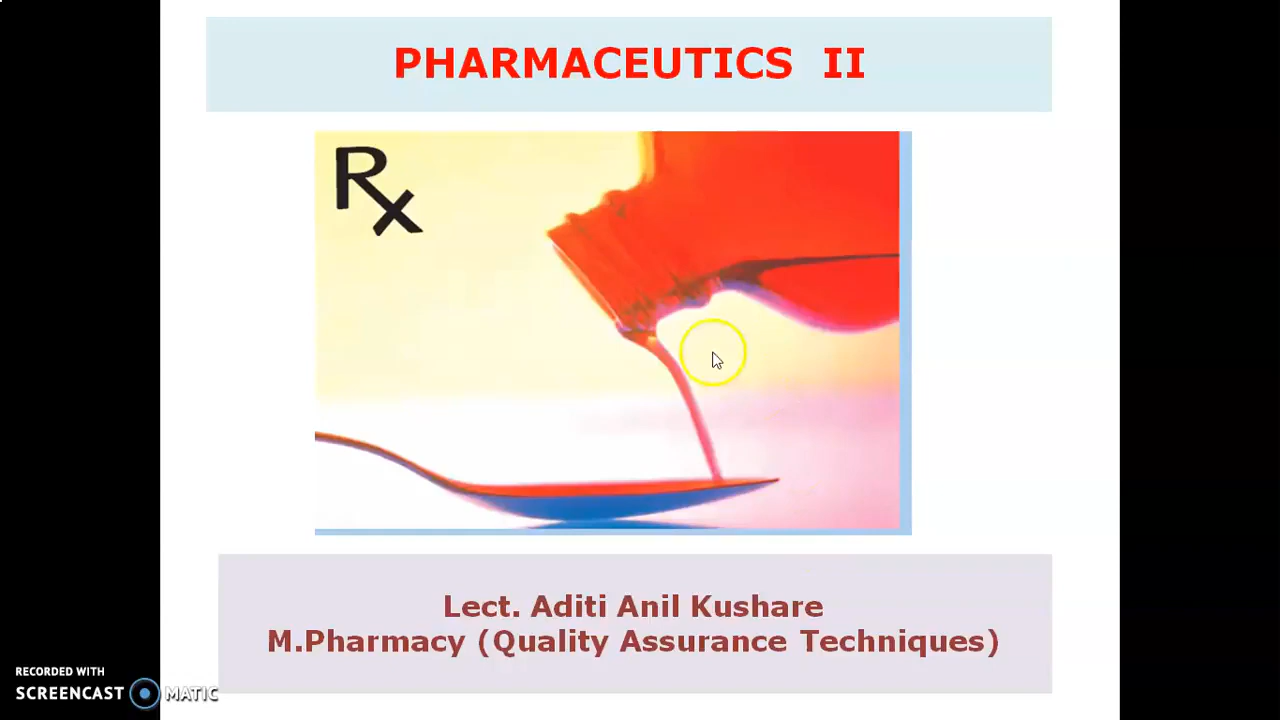 PHARMACEUTICS II
Rx
Lect. Aditi Anil Kushare
M.Pharmacy (Quality Assurance Techniques)
RECORDED WITH
SCREENCAST MATIC